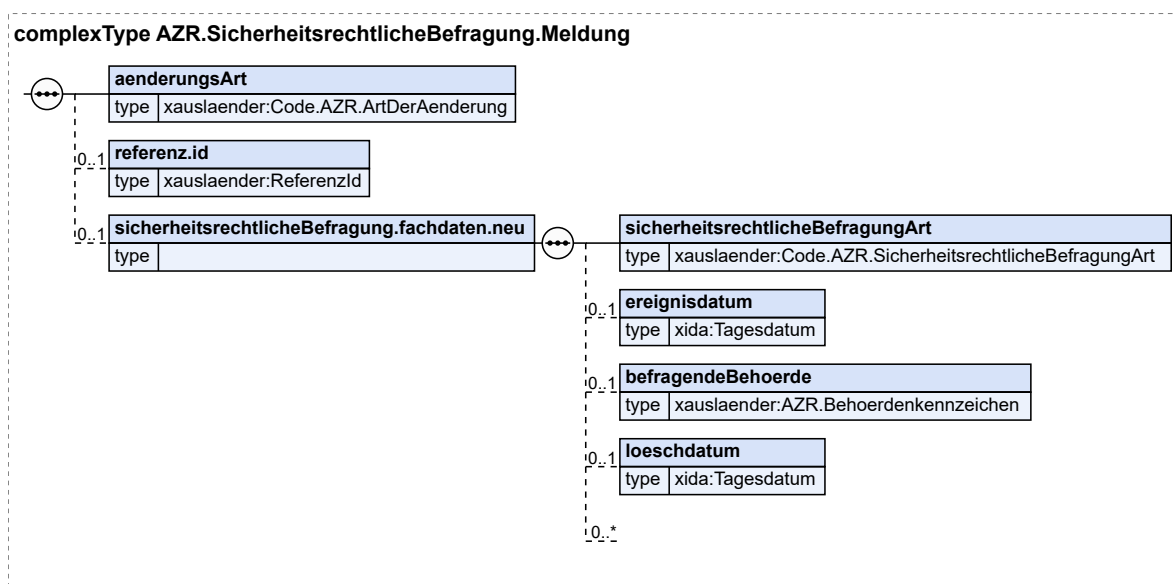 complexType AZR.SicherheitsrechtlicheBefragung.Meldung
aenderungsArt
type xauslaender:Code.AZR.ArtDerAenderung
0..1 referenz.id
type xauslaender:ReferenzId
0..1 sicherheitsrechtlicheBefragung.fachdaten.neu
type
sicherheitsrechtlicheBefragungArt
type xauslaender:Code.AZR.SicherheitsrechtlicheBefragungArt
0..1 ereignisdatum
type xida:Tagesdatum
0..1 befragendeBehoerde
type xauslaender:AZR.Behoerdenkennzeichen
0..1 loeschdatum
type xida:Tagesdatum
0..*